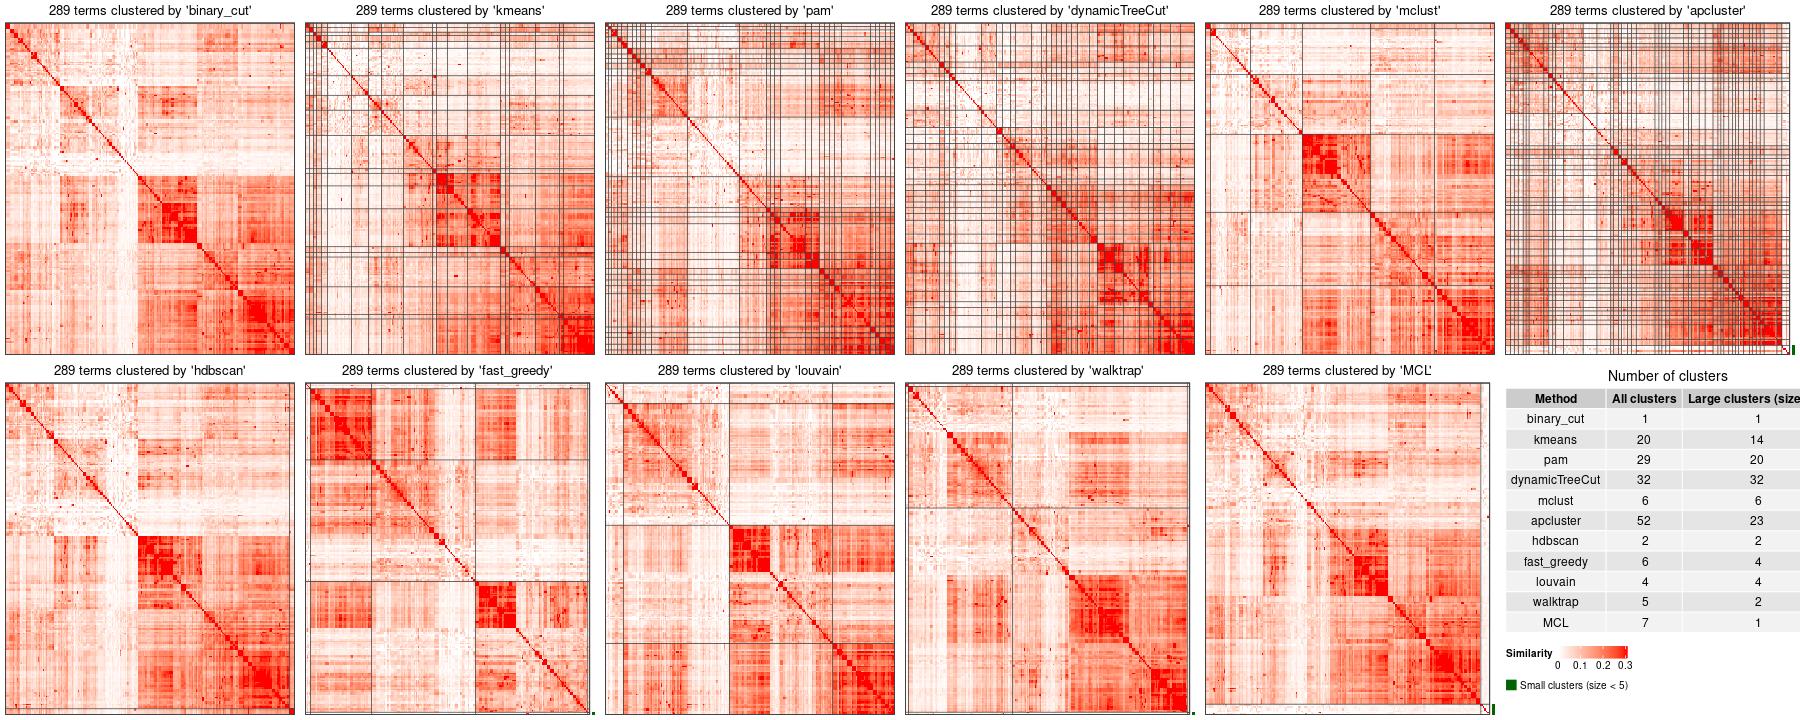 289 terms clustered by 'binary_cut'
289 terms clustered by 'kmeans'
289 terms clustered by 'pam'
289 terms clustered by 'dynamicTreeCut'
289 terms clustered by 'mclust'
289 terms clustered by 'apcluster'
289 terms clustered by 'hdbscan'
289 terms clustered by 'fast_greedy'
289 terms clustered by 'louvain'
289 terms clustered by 'walktrap'
289 terms clustered by 'MCL'
Number of clusters
Method All clusters Large clusters (size
binary_cut 1 1
kmeans 20 14
pam 29 20
dynamicTreeCut 32 32
mclust 6 6
apcluster 52 23
hdbscan 2 2
fast_greedy 6 4
louvain 4 4
walktrap 5 2
MCL 7 1
Similarity
0 0.1 0.2 0.3
Small clusters (size < 5)